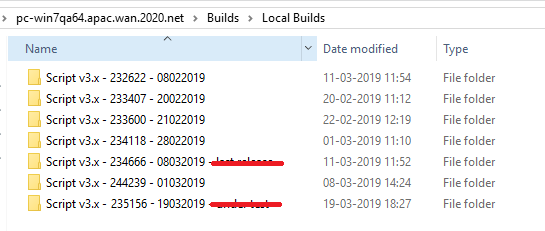 pc-win7qa64.apac.wan.2020.net > Builds > Local Builds
Name Date modified Type
Script v3.x - 232622 - 08022019 11-03-2019 11:54 File folder
Script v3.x - 233407 - 20022019 20-02-2019 11:12 File folder
Script v3.x - 233600 - 21022019 22-02-2019 12:19 File folder
Script v3.x - 234118 - 28022019 01-03-2019 11:10 File folder
Script v3.x - 234666 - 08032019 - 11-03-2019 11:52 File folder
Script v3.x - 244239 - 01032019 08-03-2019 14:24 File folder
Script v3.x - 235156 - 19032019 - 19-03-2019 18:27 File folder